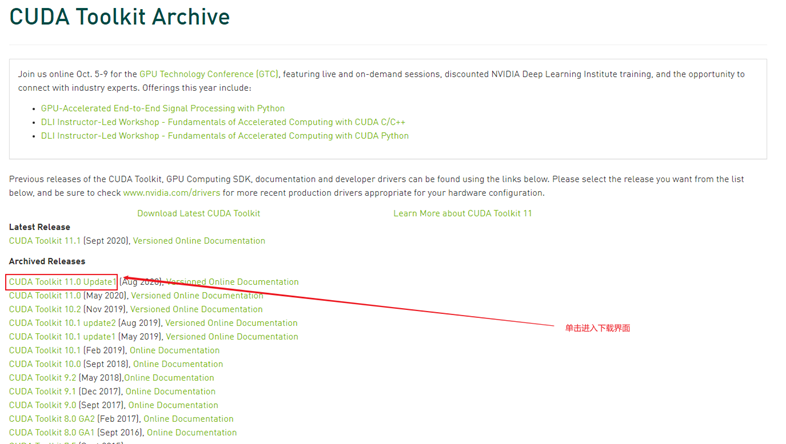 CUDA Toolkit Archive
Join us online Oct. 5-9 for the GPU Technology Conference (GTC), featuring live and on-demand sessions, discounted NVIDIA Deep Learning Institute training, and the opportunity to
connect with industry experts. Offerings this year include:
• GPU-Accelerated End-to-End Signal Processing with Python
• DLI Instructor-Led Workshop - Fundamentals of Accelerated Computing with CUDA C/C++
• DLI Instructor-Led Workshop - Fundamentals of Accelerated Computing with CUDA Python
Previous releases of the CUDA Toolkit, GPU Computing SDK, documentation and developer drivers can be found using the links below. Please select the release you want from the list
below, and be sure to check www.nvidia.com/drivers for more recent production drivers appropriate for your hardware configuration.
Download Latest CUDA Toolkit Learn More about CUDA Toolkit 11
Latest Release
CUDA Toolkit 11.1 (Sept 2020), Versioned Online Documentation
Archived Releases
CUDA Toolkit 11.0 Update1 (Aug 2020), Versioned Online Documentation
CUDA Toolkit 11.0 (May 2020), Versioned Online Documentation
CUDA Toolkit 10.2 (Nov 2019), Versioned Online Documentation
CUDA Toolkit 10.1 update2 (Aug 2019), Versioned Online Documentation
单击进入下载界面
CUDA Toolkit 10.1 update1 (May 2019), Versioned Online Documentation
CUDA Toolkit 10.1 (Feb 2019), Online Documentation
CUDA Toolkit 10.0 (Sept 2018), Online Documentation
CUDA Toolkit 9.2 (May 2018),Online Documentation
CUDA Toolkit 9.1 (Dec 2017), Online Documentation
CUDA Toolkit 9.0 (Sept 2017), Online Documentation
CUDA Toolkit 8.0 GA2 (Feb 2017), Online Documentation
CUDA Toolkit 8.0 GA1 (Sept 2016), Online Documentation